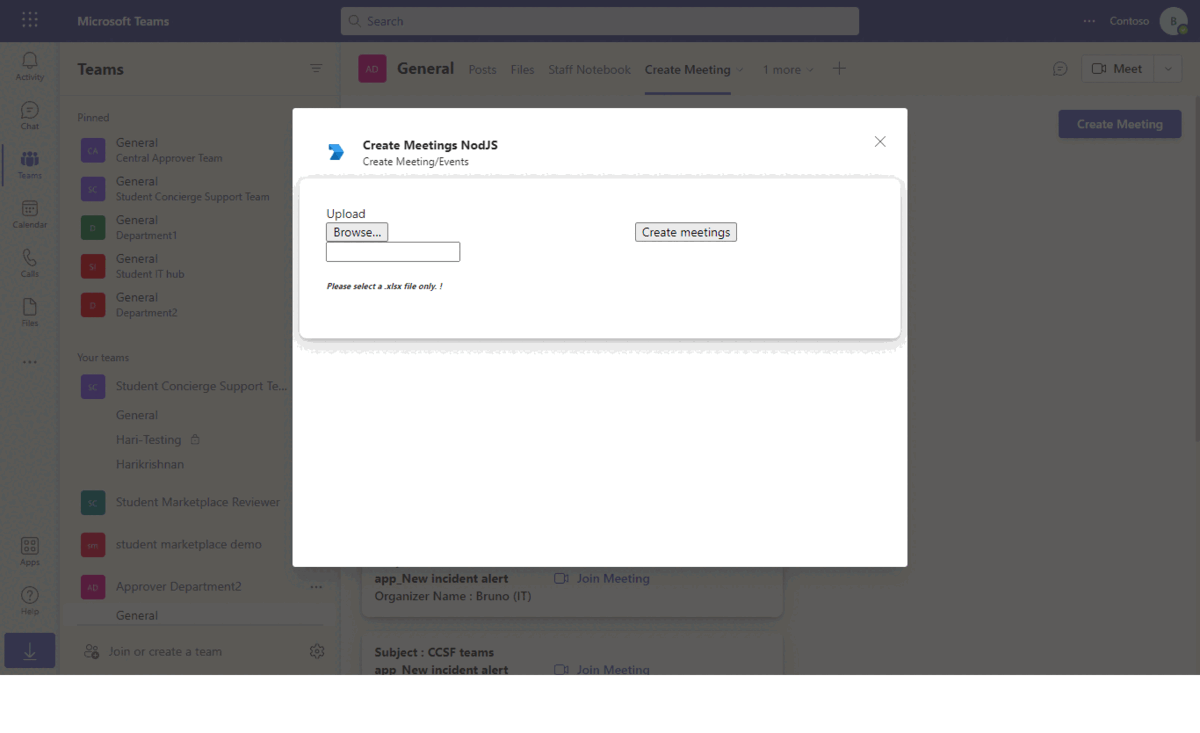 Microsoft Teams
Search
Contoso
B
Activity
Chat
Teams
Calendar
Calls
Files
Apps
Help
Teams
Pinned
CA
General
Central Approver Team
SC
General
Student Concierge Support Team
D
General
Department1
SI
General
Student IT hub
D
General
Department2
Your teams
SC
Student Concierge Support Te...
General
Hari-Testing
Harikrishnan
SC
Student Marketplace Reviewer
sm
student marketplace demo
AD
Approver Department2
General
Join or create a team
AD
General
Posts
Files
Staff Notebook
Create Meeting
1 more
Meet
Create Meeting
Create Meetings NodJS
Create Meeting/Events
Upload
Browse...
Create meetings
Please select a .xlsx file only. !
app_New incident alert
Join Meeting
Organizer Name : Bruno (IT)
Subject : CCSF teams
app_New incident alert
Join Meeting